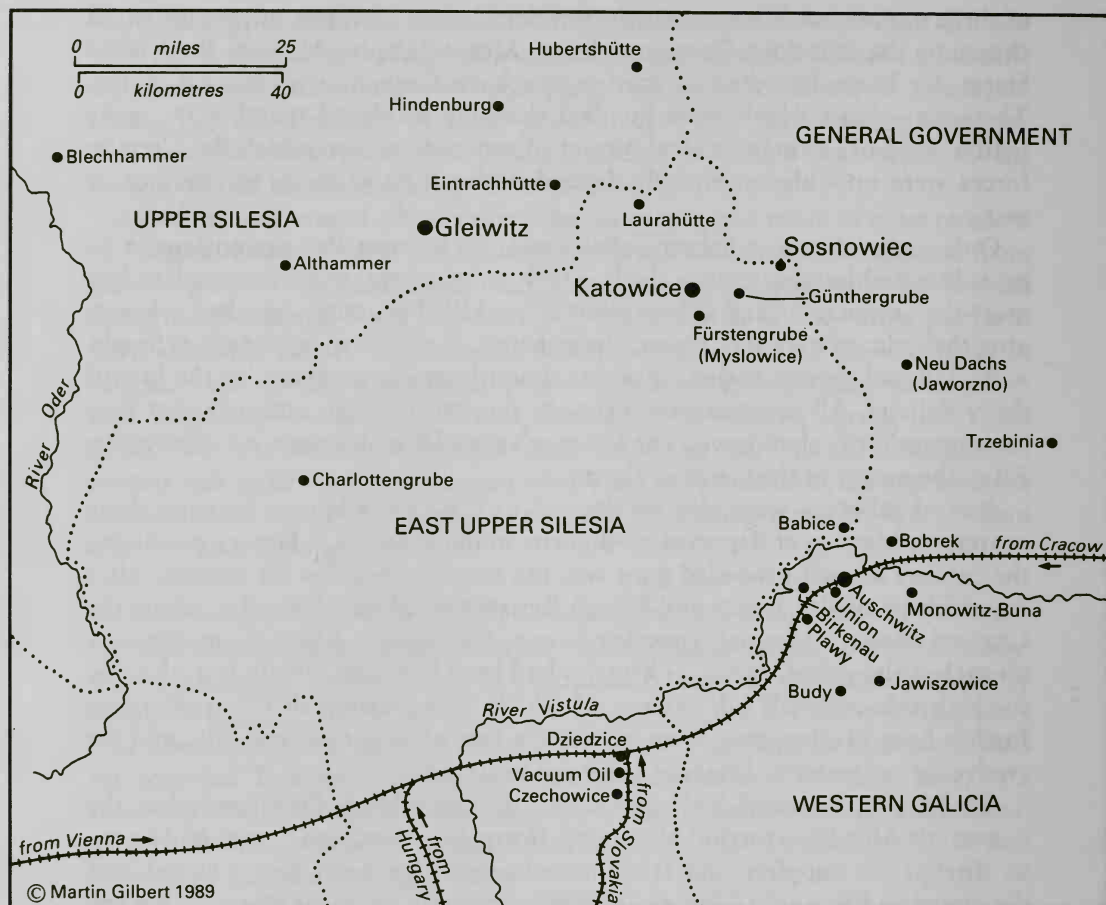 0 miles 25
0 kilometres 40
Hubertshütte
Hindenburg
GENERAL GOVERNMENT
Blechhammer
Eintrachhütte
Laurahütte
UPPER SILESIA
Gleiwitz
Sosnowiec
Althammer
Katowice
Günthergrube
Fürstengrube
(Myslowice)
Neu Dachs
(Jaworzno)
River Oder
Trzebinia
Charlottengrube
EAST UPPER SILESIA
Babice
Bobrek
from Cracow
Auschwitz
Monowitz-Buna
Union
Birkenau
Plawy
Budy
Jawiszowice
River Vistula
Dziedzice
Vacuum Oil
Czechowice
WESTERN GALICIA
from Vienna
from Hungary
from Slovakia
© Martin Gilbert 1989